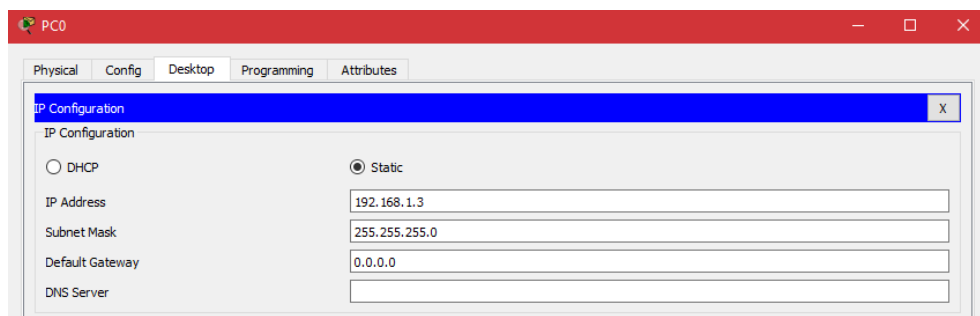 PC0
Physical Config Desktop Programming Attributes
IP Configuration X
IP Configuration
DHCP Static
IP Address 192.168.1.3
Subnet Mask 255.255.255.0
Default Gateway 0.0.0.0
DNS Server